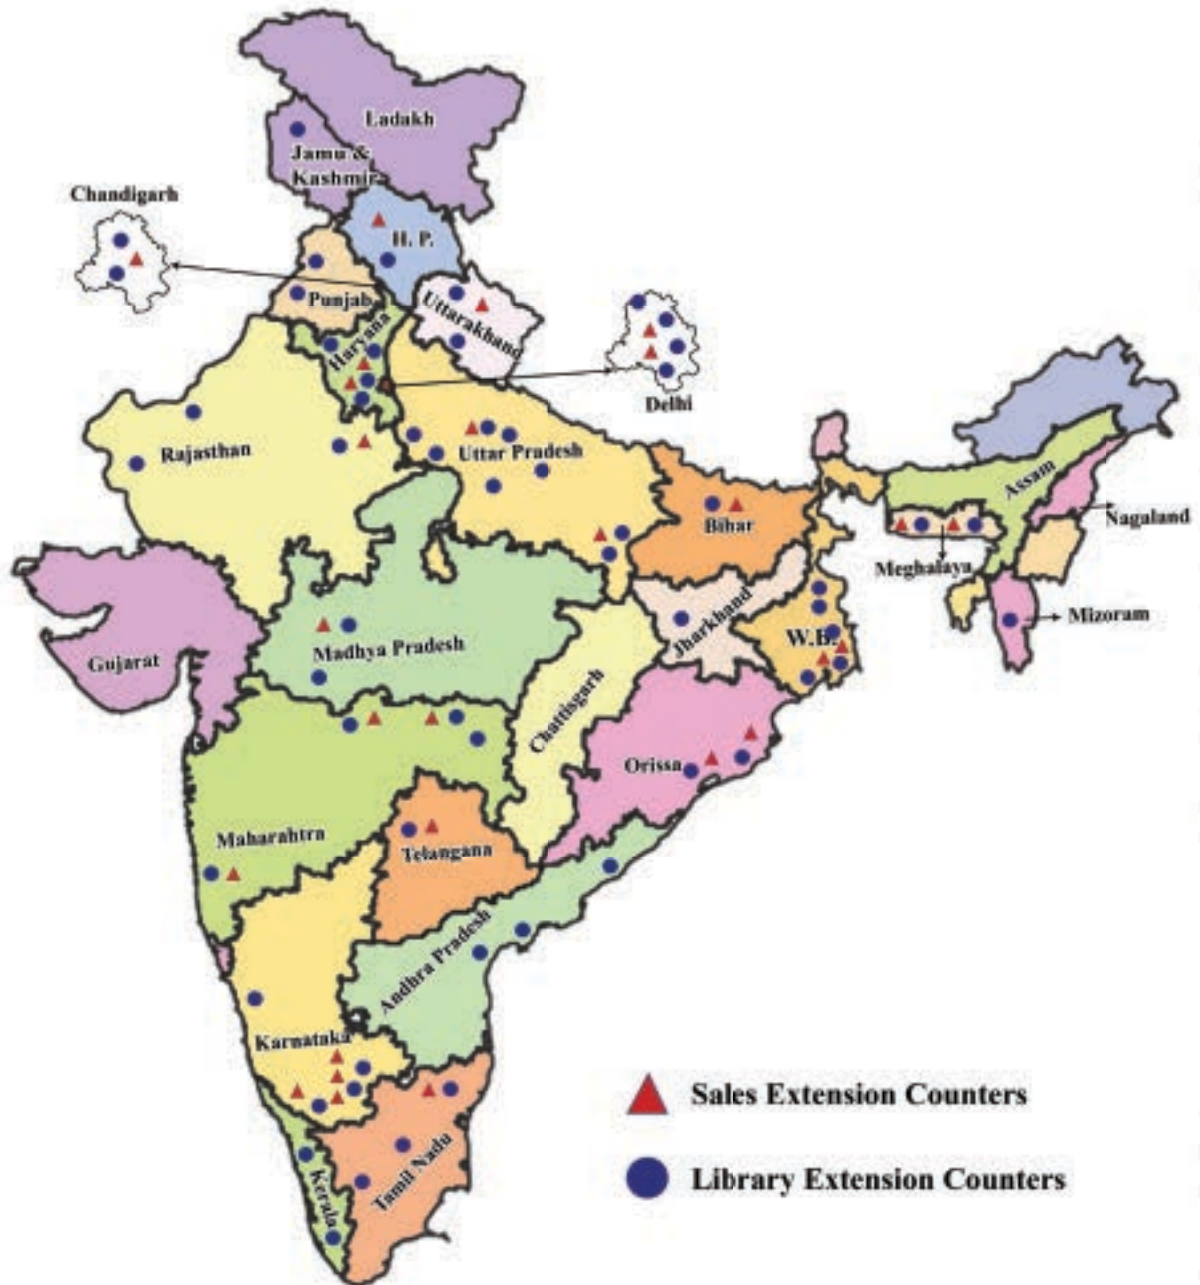 Ladakh
Jamu &
Kashmir
Chandigarh
H. P.
Punjab
Uttarakhand
Haryana
Delhi
Rajasthan
Uttar Pradesh
Assam
Bihar
Nagaland
Meghalaya
Jharkhand
Mizoram
W.B.
Madhya Pradesh
Gujarat
Chattisgarh
Orissa
Maharahtra
Telangana
Andhra Pradesh
Karnataka
Sales Extension Counters
Tamil Nadu
Kerala
Library Extension Counters